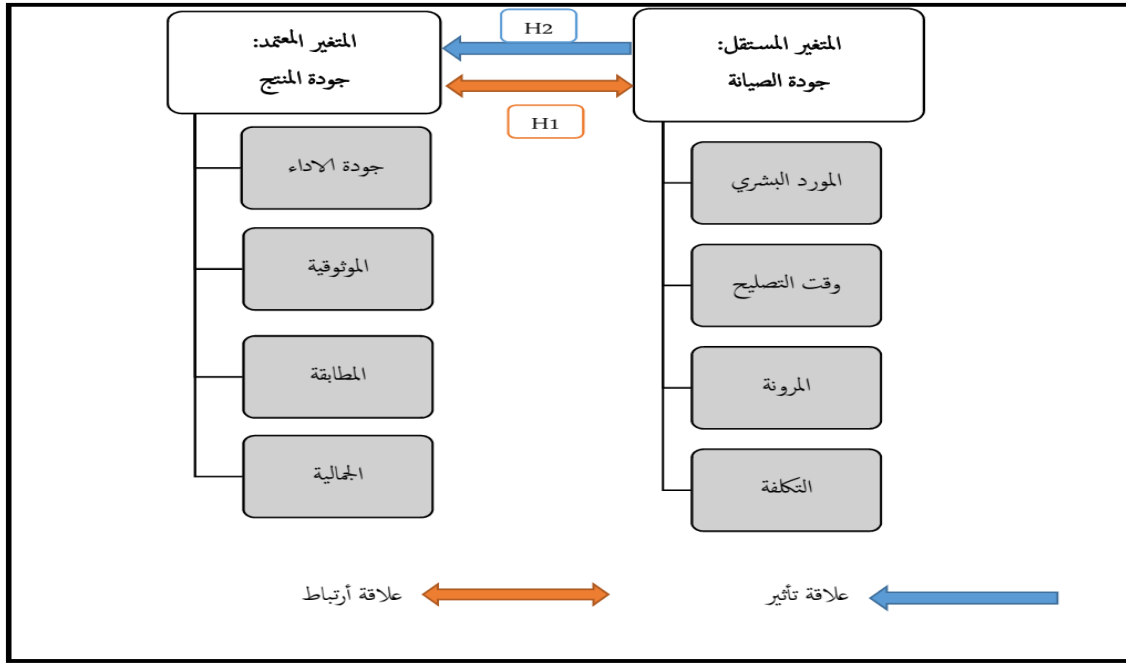 المتغير المستقل:
جودة الصيانة
H2
H1
المتغير المعتمد:
جودة المنتج
المورد البشري
وقت التصليح
المرونة
التكلفة
جودة الاداء
الموثوقية
المطابقة
الجمالية
علاقة تأثير
علاقة أرتباط